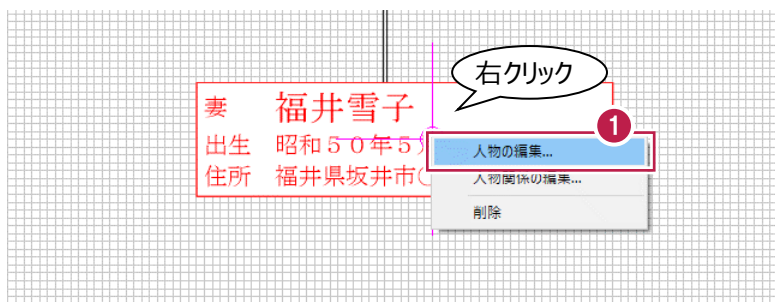 右クリック
妻 福井雪子
1
出生 昭和５０年５
人物の編集...
住所 福井県坂井市
人物関係の編集...
削除